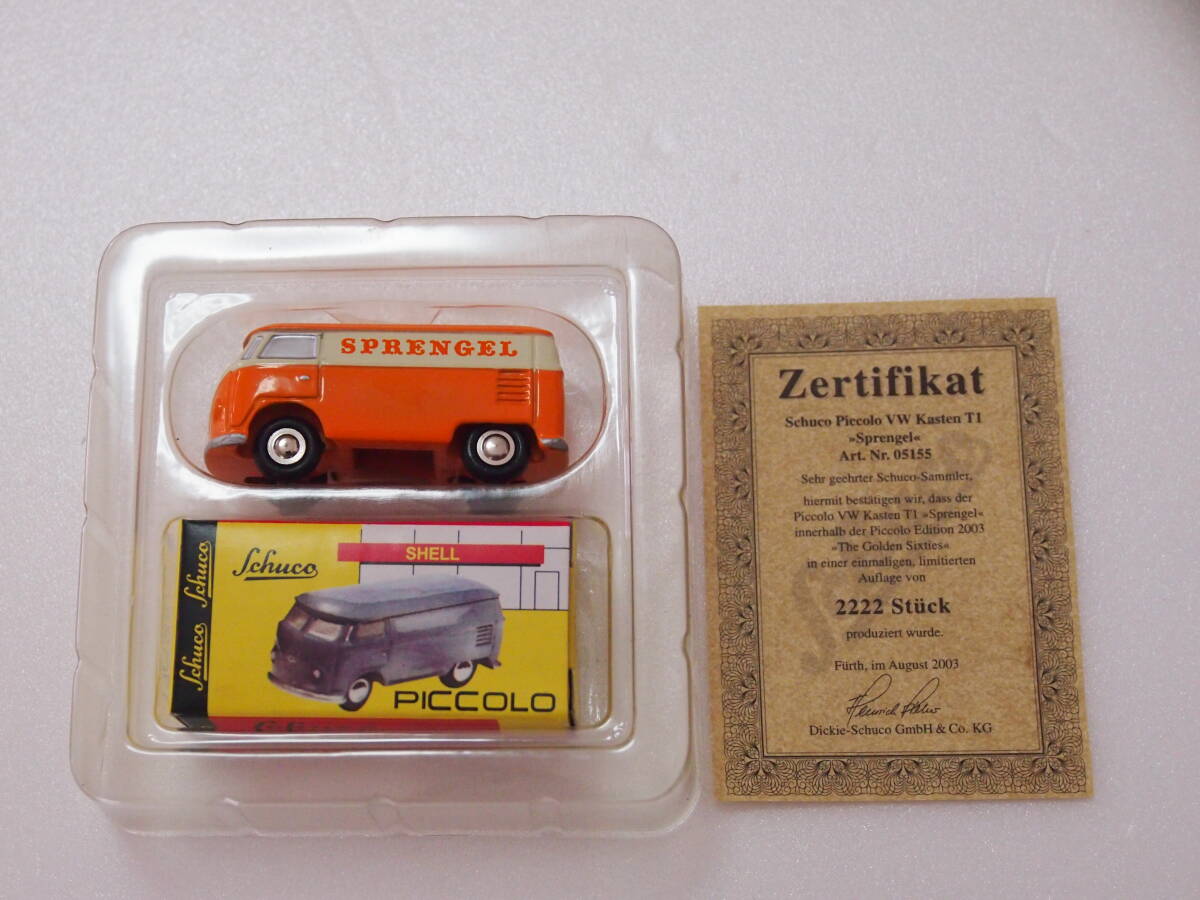 SPRENGEL
Schuco
Schuco
Schuco
Schuco
Schuco
SHELL
PICCOLO
Zertifikat
Schuco Piccolo VW Kasten T1
»Sprengel«
Art. Nr. 05155
Sehr geehrter Schuco-Sammler,
hiermit bestätigen wir, dass der
Piccolo VW Kasten T1 »Sprengel«
innerhalb der Piccolo Edition 2003
»The Golden Sixties«
in einer einmaligen, limitierten
Auflage von
2222 Stück
produziert wurde.
Fürth, im August 2003
Dickie-Schuco GmbH & Co. KG